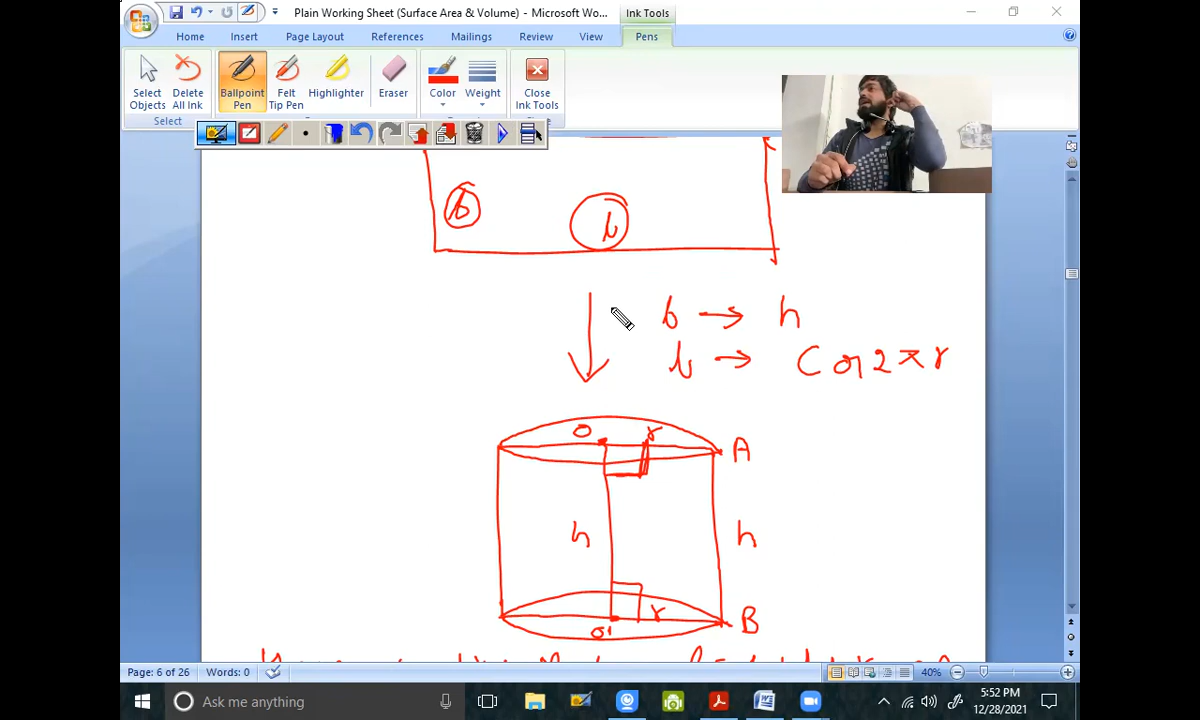 Plain Working Sheet (Surface Area & Volume) - Microsoft Wo...
Ink Tools
Home
Insert
Page Layout
References
Mailings
Review
View
Pens
Select Objects
Delete All Ink
Ballpoint Pen
Felt Tip Pen
Highlighter
Eraser
Color
Weight
Close Ink Tools
Select
b
l
b → h
l → C or 2πr
O r A
h h
r B
O'
Page: 6 of 26
Words: 0
40%
Ask me anything
5:52 PM
12/28/2021